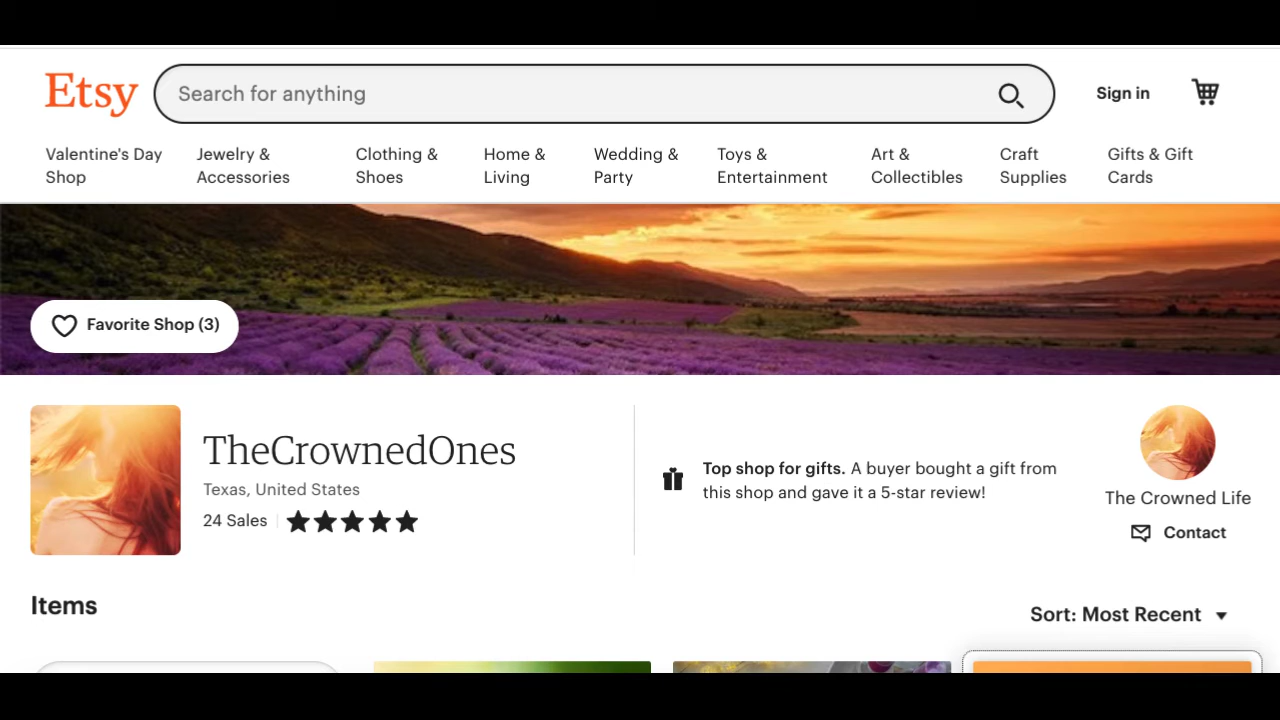 Etsy
Search for anything
Sign in
Valentine's Day
Shop
Jewelry &
Accessories
Clothing &
Shoes
Home &
Living
Wedding &
Party
Toys &
Entertainment
Art &
Collectibles
Craft
Supplies
Gifts & Gift
Cards
Favorite Shop (3)
TheCrownedOnes
Texas, United States
24 Sales
Top shop for gifts. A buyer bought a gift from
this shop and gave it a 5-star review!
The Crowned Life
Contact
Items
Sort: Most Recent